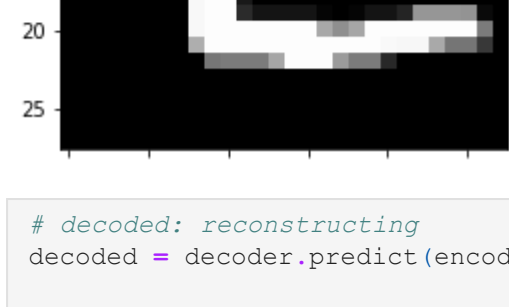 20
25
# decoded: reconstructing
decoded = decoder.predict(encod